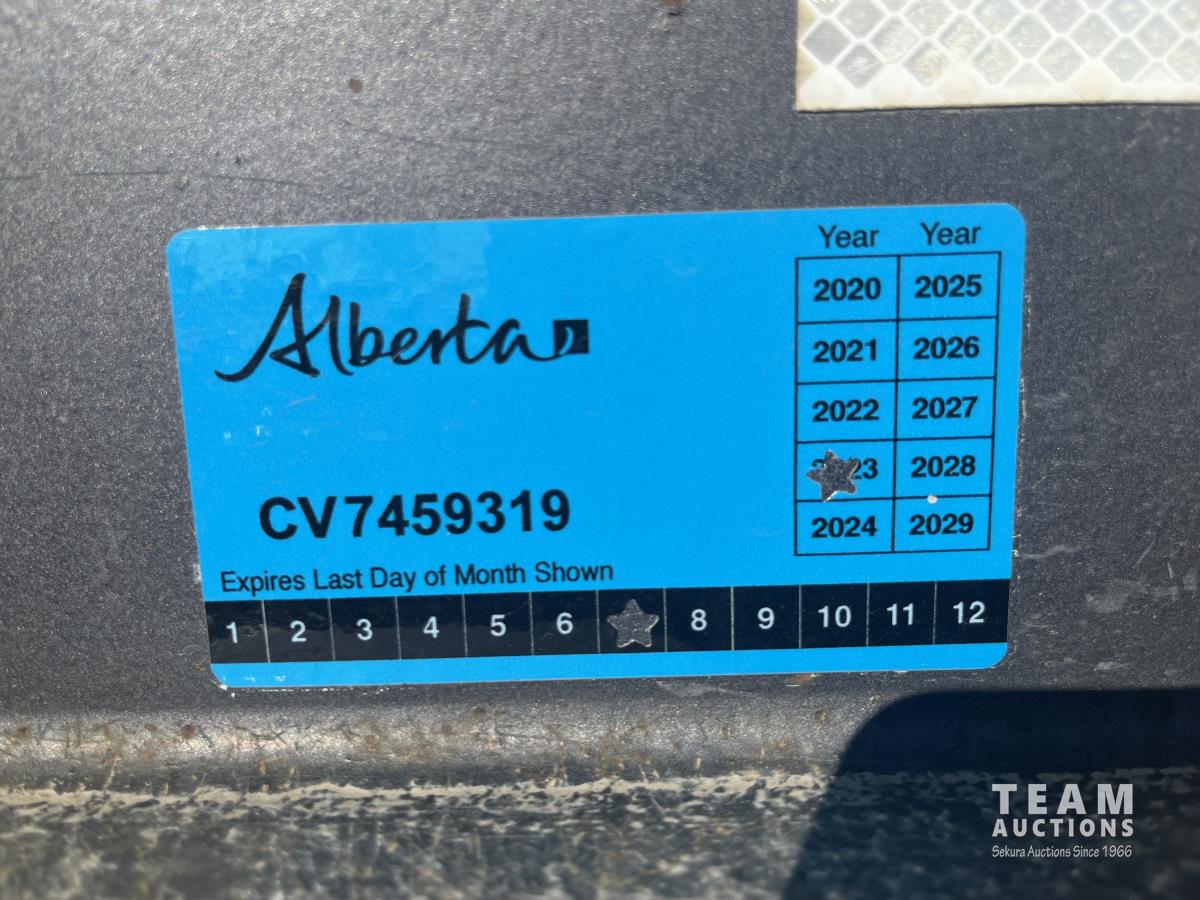 Year Year
2020 2025
Alberta
2021 2026
2022 2027
23 2028
CV7459319
2024 2029
Expires Last Day of Month Shown
1 2 3 4 5 6 8 9 10 11 12
TEAM
AUCTIONS
Sekura Auctions Since 1966